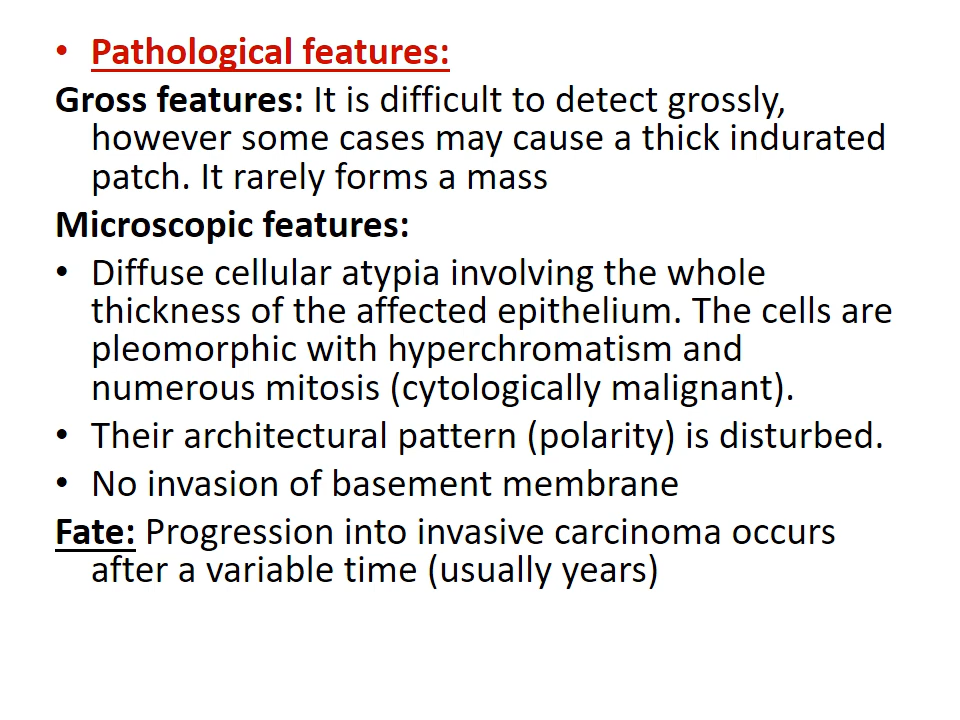 • Pathological features:
Gross features: It is difficult to detect grossly,
however some cases may cause a thick indurated
patch. It rarely forms a mass
Microscopic features:
• Diffuse cellular atypia involving the whole
thickness of the affected epithelium. The cells are
pleomorphic with hyperchromatism and
numerous mitosis (cytologically malignant).
• Their architectural pattern (polarity) is disturbed.
• No invasion of basement membrane
Fate: Progression into invasive carcinoma occurs
after a variable time (usually years)